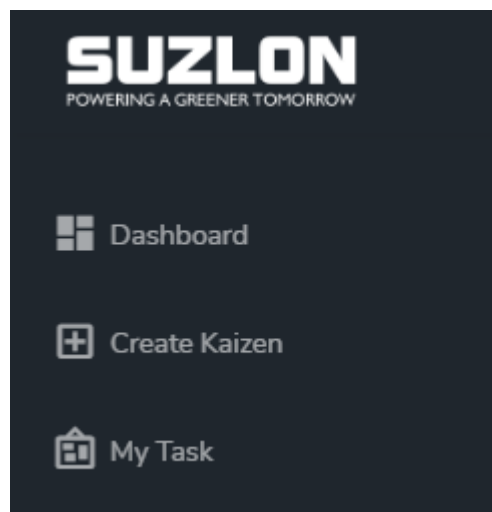 SUZLON
POWERING A GREENER TOMORROW
Dashboard
Create Kaizen
My Task